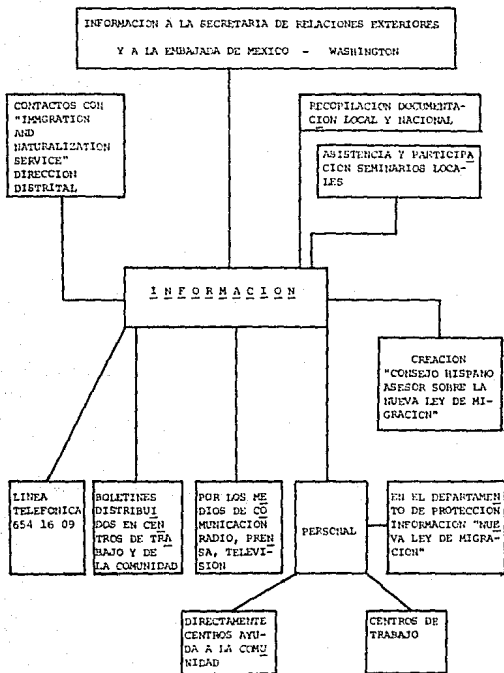 INFORMACION A LA SECRETARIA DE RELACIONES EXTERIORES
Y A LA EMBAJADA DE MEXICO - WASHINGTON
CONTACTOS CON
"IMMGRATION
AND
NATURALIZATION
SERVICE"
DIRECCION
DISTRITAL
RECOPILACION DOCUMENTA-
CION LOCAL Y NACIONAL
ASISTENCIA Y PARTICIPA
CION SEMINARIOS LOCA-
LES
INFORMACION
CREACION
"CONSEJO HISPANO
ASESOR SOBRE LA
NUEVA LEY DE MI-
GRACION"
LINEA
TELEFONICA
654 16 09
BOLETINES
DISTRIBUI
DOS EN CEN
TROS DE TRA
BAJO Y DE
LA COMUNIDAD
POR LOS ME
DIOS DE CO
MUNICACION
RADIO, PREN
SA, TELEVI-
SION
PERSONAL
EN EL DEPARTAMEN
TO DE PROTECCION
INFORMACION "NUE
VA LEY DE MIGRA-
CION"
DIRECTAMENTE
CENTROS AYU-
DA A LA COMU
NIDAD
CENTROS DE
TRABAJO